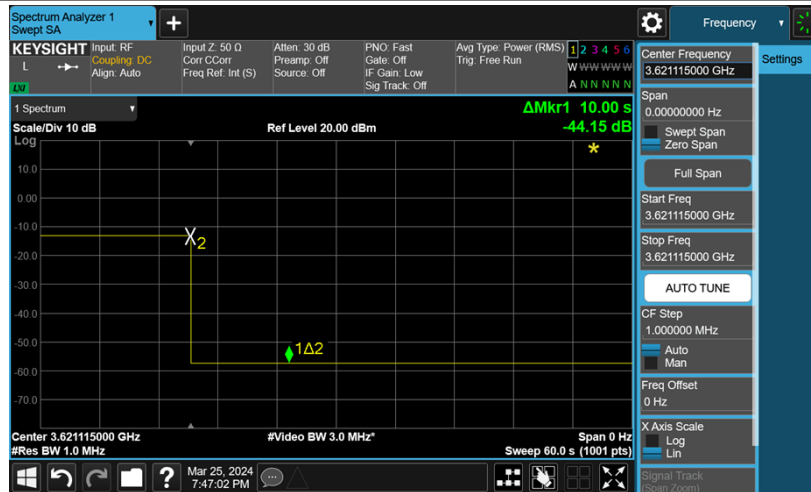 Spectrum Analyzer 1
Swept SA
+
Frequency
KEYSIGHT
L
LXI
Input: RF
Coupling: DC
Align: Auto
Input Z: 50 Ω
Corr CCorr
Freq Ref: Int (S)
Atten: 30 dB
Preamp: Off
Source: Off
PNO: Fast
Gate: Off
IF Gain: Low
Sig Track: Off
Avg Type: Power (RMS)
Trig: Free Run
1 2 3 4 5 6
W W W W W W
A N N N N N
1 Spectrum
Scale/Div 10 dB
Ref Level 20.00 dBm
ΔMkr1 10.00 s
-44.15 dB
Log
*
10.0
0.00
-10.0
-20.0
-30.0
-40.0
-50.0
-60.0
-70.0
X
2
1Δ2
Center 3.621115000 GHz
#Res BW 1.0 MHz
#Video BW 3.0 MHz*
Span 0 Hz
Sweep 60.0 s (1001 pts)
?
Mar 25, 2024
7:47:02 PM
Center Frequency
3.621115000 GHz
Settings
Span
0.00000000 Hz
Swept Span
Zero Span
Full Span
Start Freq
3.621115000 GHz
Stop Freq
3.621115000 GHz
AUTO TUNE
CF Step
1.000000 MHz
Auto
Man
Freq Offset
0 Hz
X Axis Scale
Log
Lin
Signal Track
(Span Zoom)